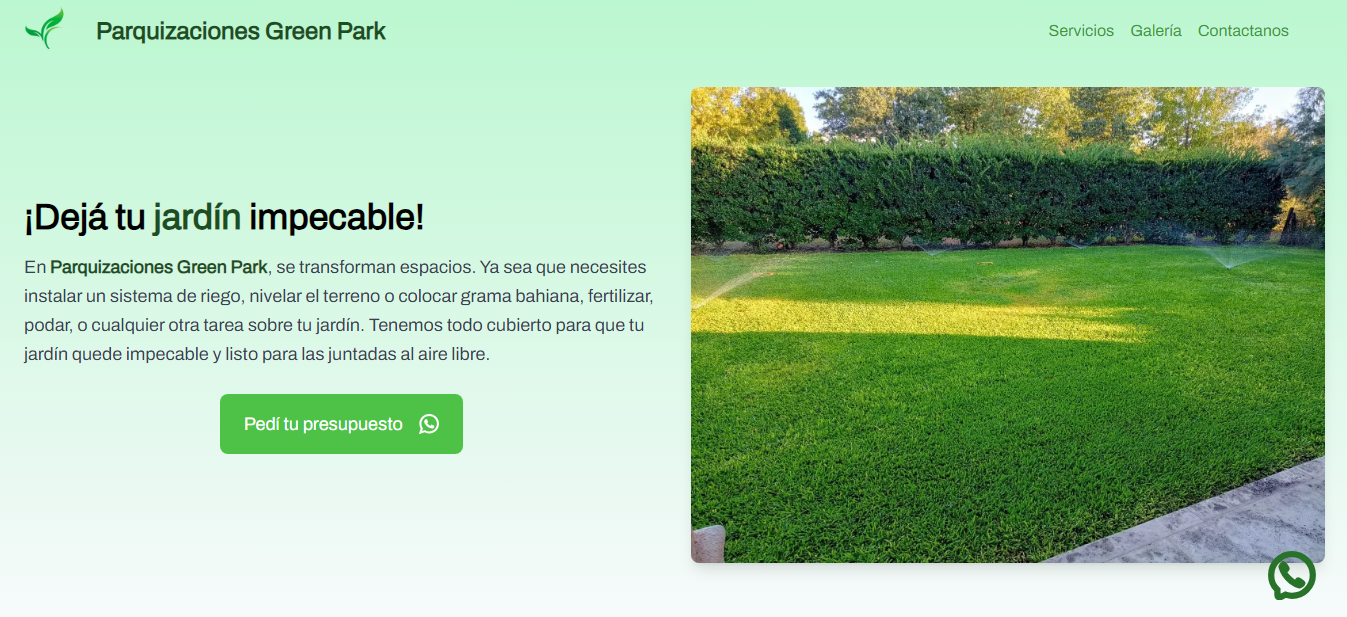 Parquizaciones Green Park
Servicios Galería Contactanos
¡Dejá tu jardín impecable!
En Parquizaciones Green Park, se transforman espacios. Ya sea que necesites
instalar un sistema de riego, nivelar el terreno o colocar grama bahiana, fertilizar,
podar, o cualquier otra tarea sobre tu jardín. Tenemos todo cubierto para que tu
jardín quede impecable y listo para las juntadas al aire libre.
Pedí tu presupuesto